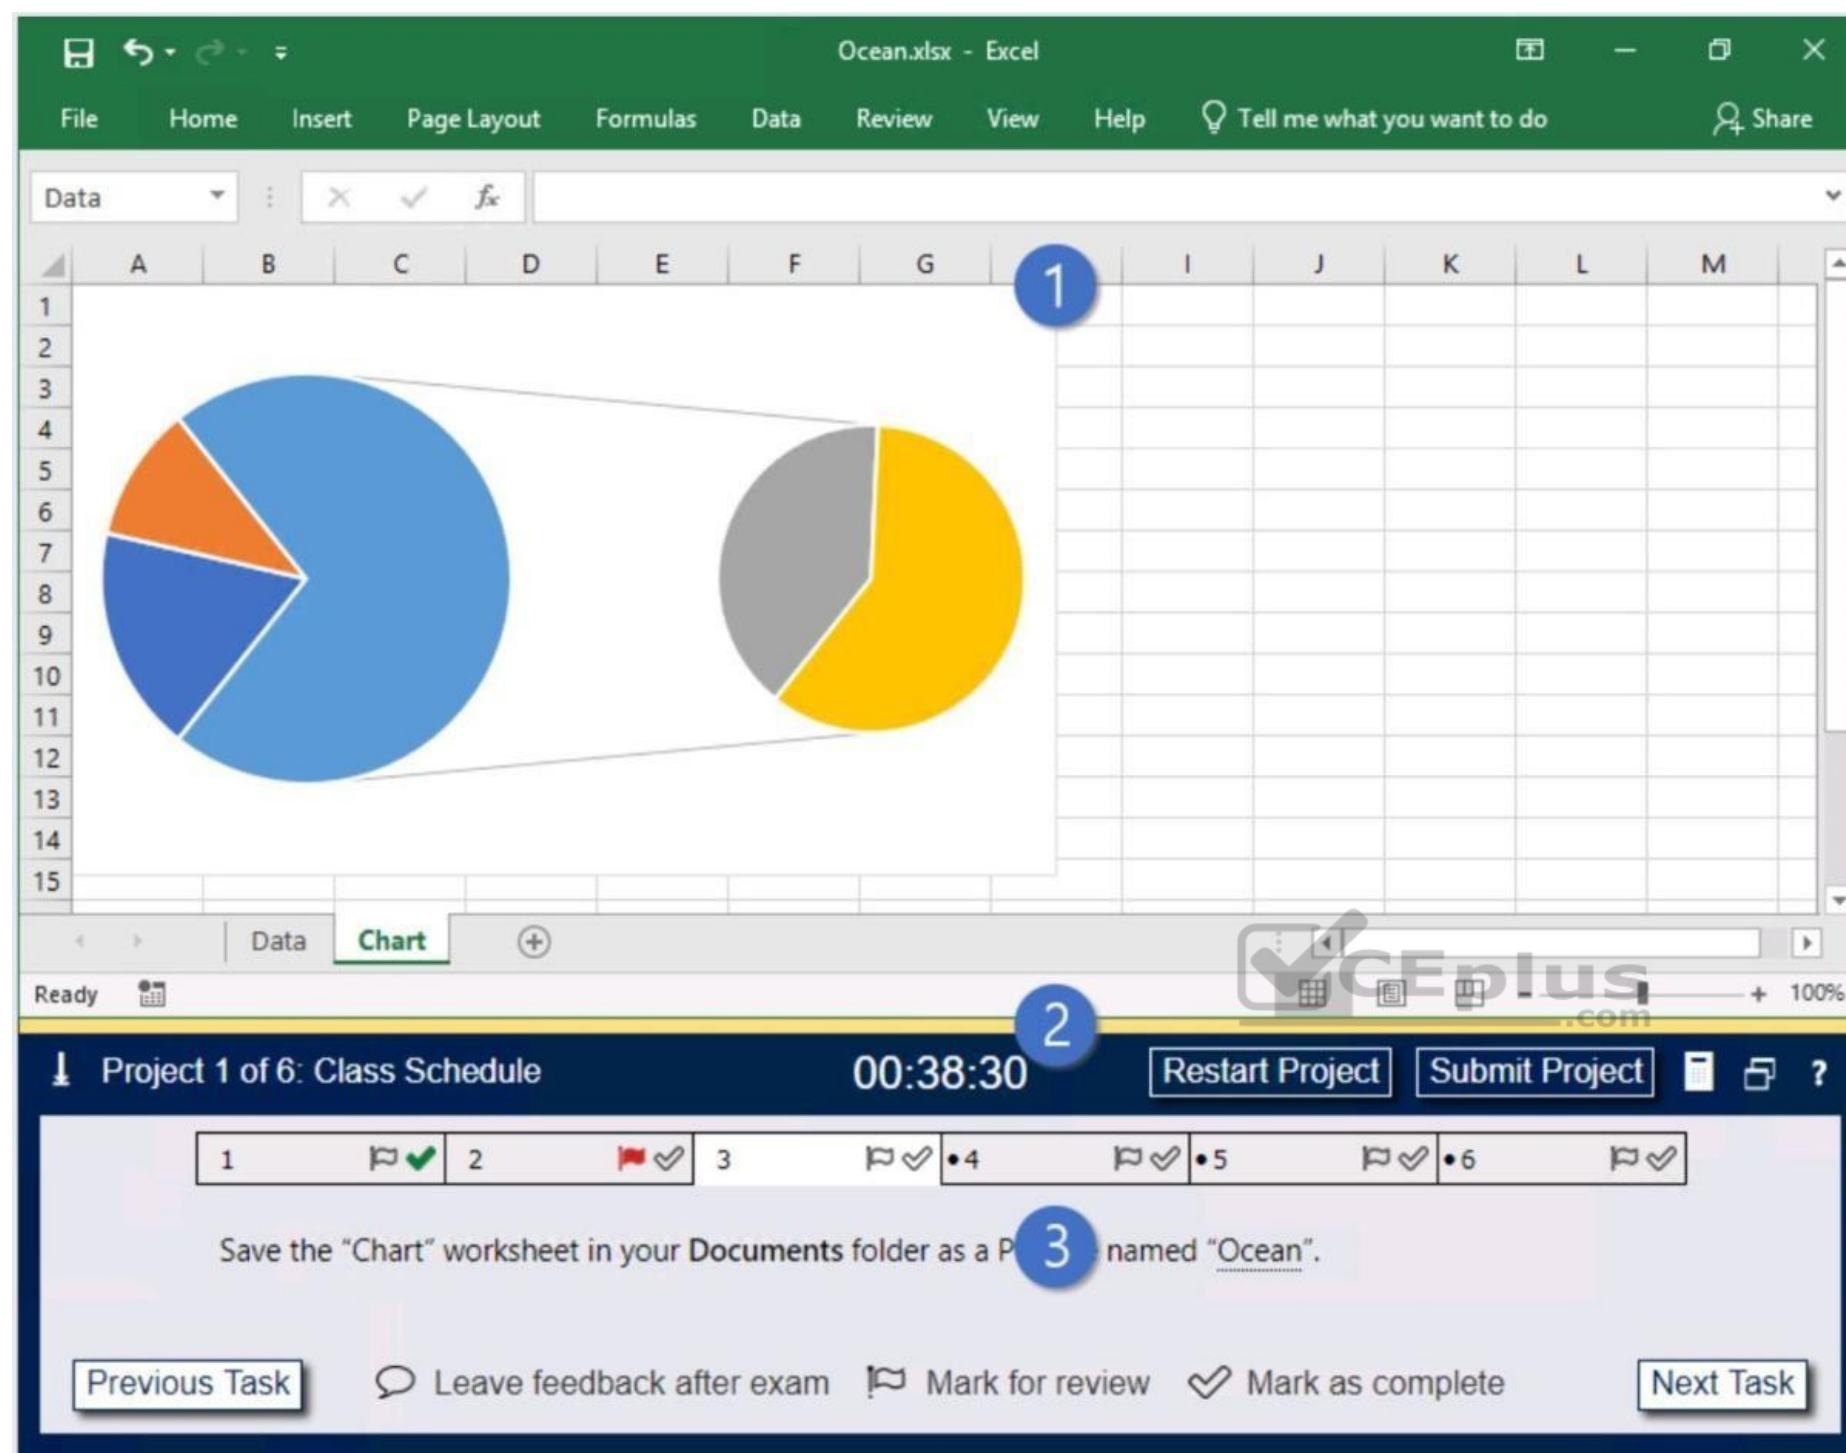 Ocean.xlsx - Excel
File Home Insert Page Layout Formulas Data Review View Help Tell me what you want to do Share
Data fx
A B C D E F G I J K L M
1
1
2
3
4
5
6
7
8
9
10
11
12
13
14
15
Data Chart
CEplus
.com
Ready 100%
2
Project 1 of 6: Class Schedule 00:38:30 Restart Project Submit Project ?
1 2 3 •4 •5 •6
Save the “Chart” worksheet in your Documents folder as a P 3 named “Ocean”.
Previous Task Leave feedback after exam Mark for review Mark as complete Next Task